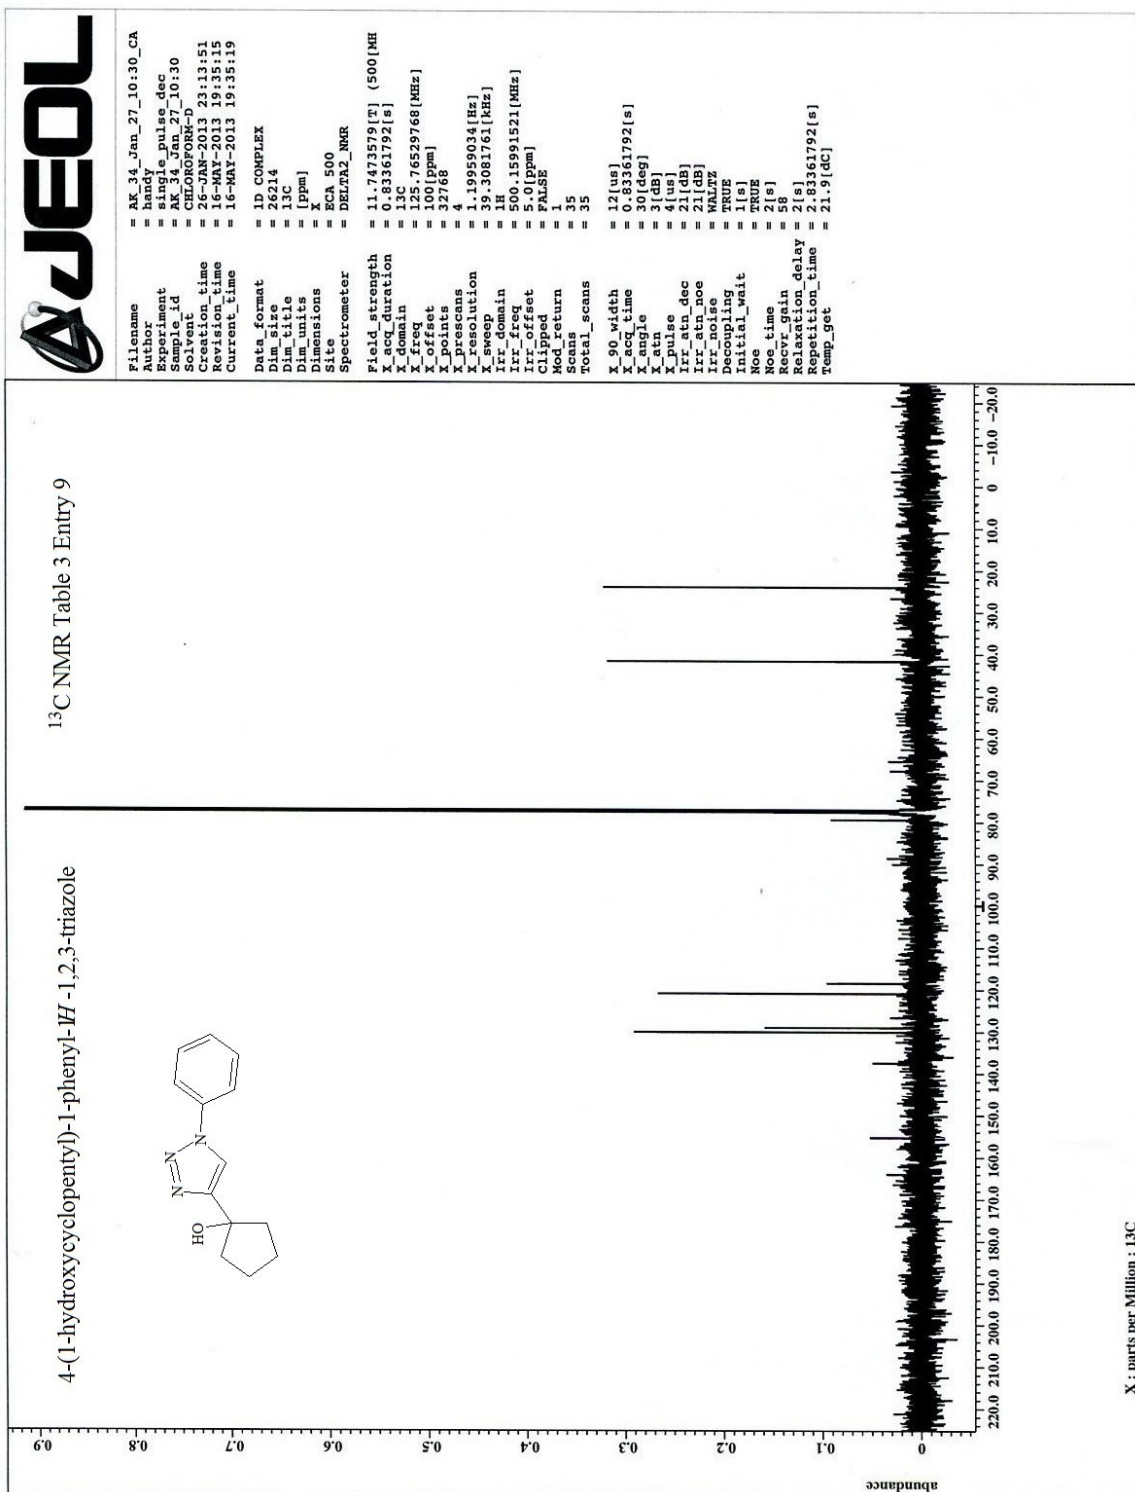 JEOL
Filename = AK_34_Jan_27_10:30_CA
Author = handy
Experiment = single_pulse_dec
Sample_id = AK_34_Jan_27_10:30
Solvent = CHLOROFORM-D
Creation_time = 26-JAN-2013 23:13:51
Revision_time = 16-MAY-2013 19:35:15
Current_time = 16-MAY-2013 19:35:19
Data_format = 1D COMPLEX
Dim_size = 26214
Dim_title = 13C
Dim_units = [ppm]
Dimensions = X
Site = ECA 500
Spectrometer = DELTA2_NMR
Field_strength = 11.7473579[T] (500[MH
X_acq_duration = 0.83361792[s]
X_domain = 13C
X_freq = 125.76529768[MHz]
X_offset = 100[ppm]
X_points = 32768
X_prescans = 4
X_resolution = 1.19959034[Hz]
X_sweep = 39.3081761[kHz]
Irr_domain = 1H
Irr_freq = 500.15991521[MHz]
Irr_offset = 5.0[ppm]
Clipped = FALSE
Mod_return = 1
Scans = 35
Total_scans = 35
X_90_width = 12[us]
X_acq_time = 0.83361792[s]
X_angle = 30[deg]
X_atn = 3[dB]
X_pulse = 4[us]
Irr_atn_dec = 21[dB]
Irr_atn_noe = 21[dB]
Irr_noise = WALTZ
Decoupling = TRUE
Initial_wait = 1[s]
Noe = TRUE
Noe_time = 2[s]
Recvr_gain = 58
Relaxation_delay = 2[s]
Repetition_time = 2.83361792[s]
Temp_get = 21.9[dC]
4-(1-hydroxycyclopentyl)-1-phenyl-1H-1,2,3-triazole
13C NMR Table 3 Entry 9
HO
N
N
N
abundance
0 0.1 0.2 0.3 0.4 0.5 0.6 0.7 0.8 0.9
220.0 210.0 200.0 190.0 180.0 170.0 160.0 150.0 140.0 130.0 120.0 110.0 100.0 90.0 80.0 70.0 60.0 50.0 40.0 30.0 20.0 10.0 0 -10.0 -20.0
X : parts per Million : 13C